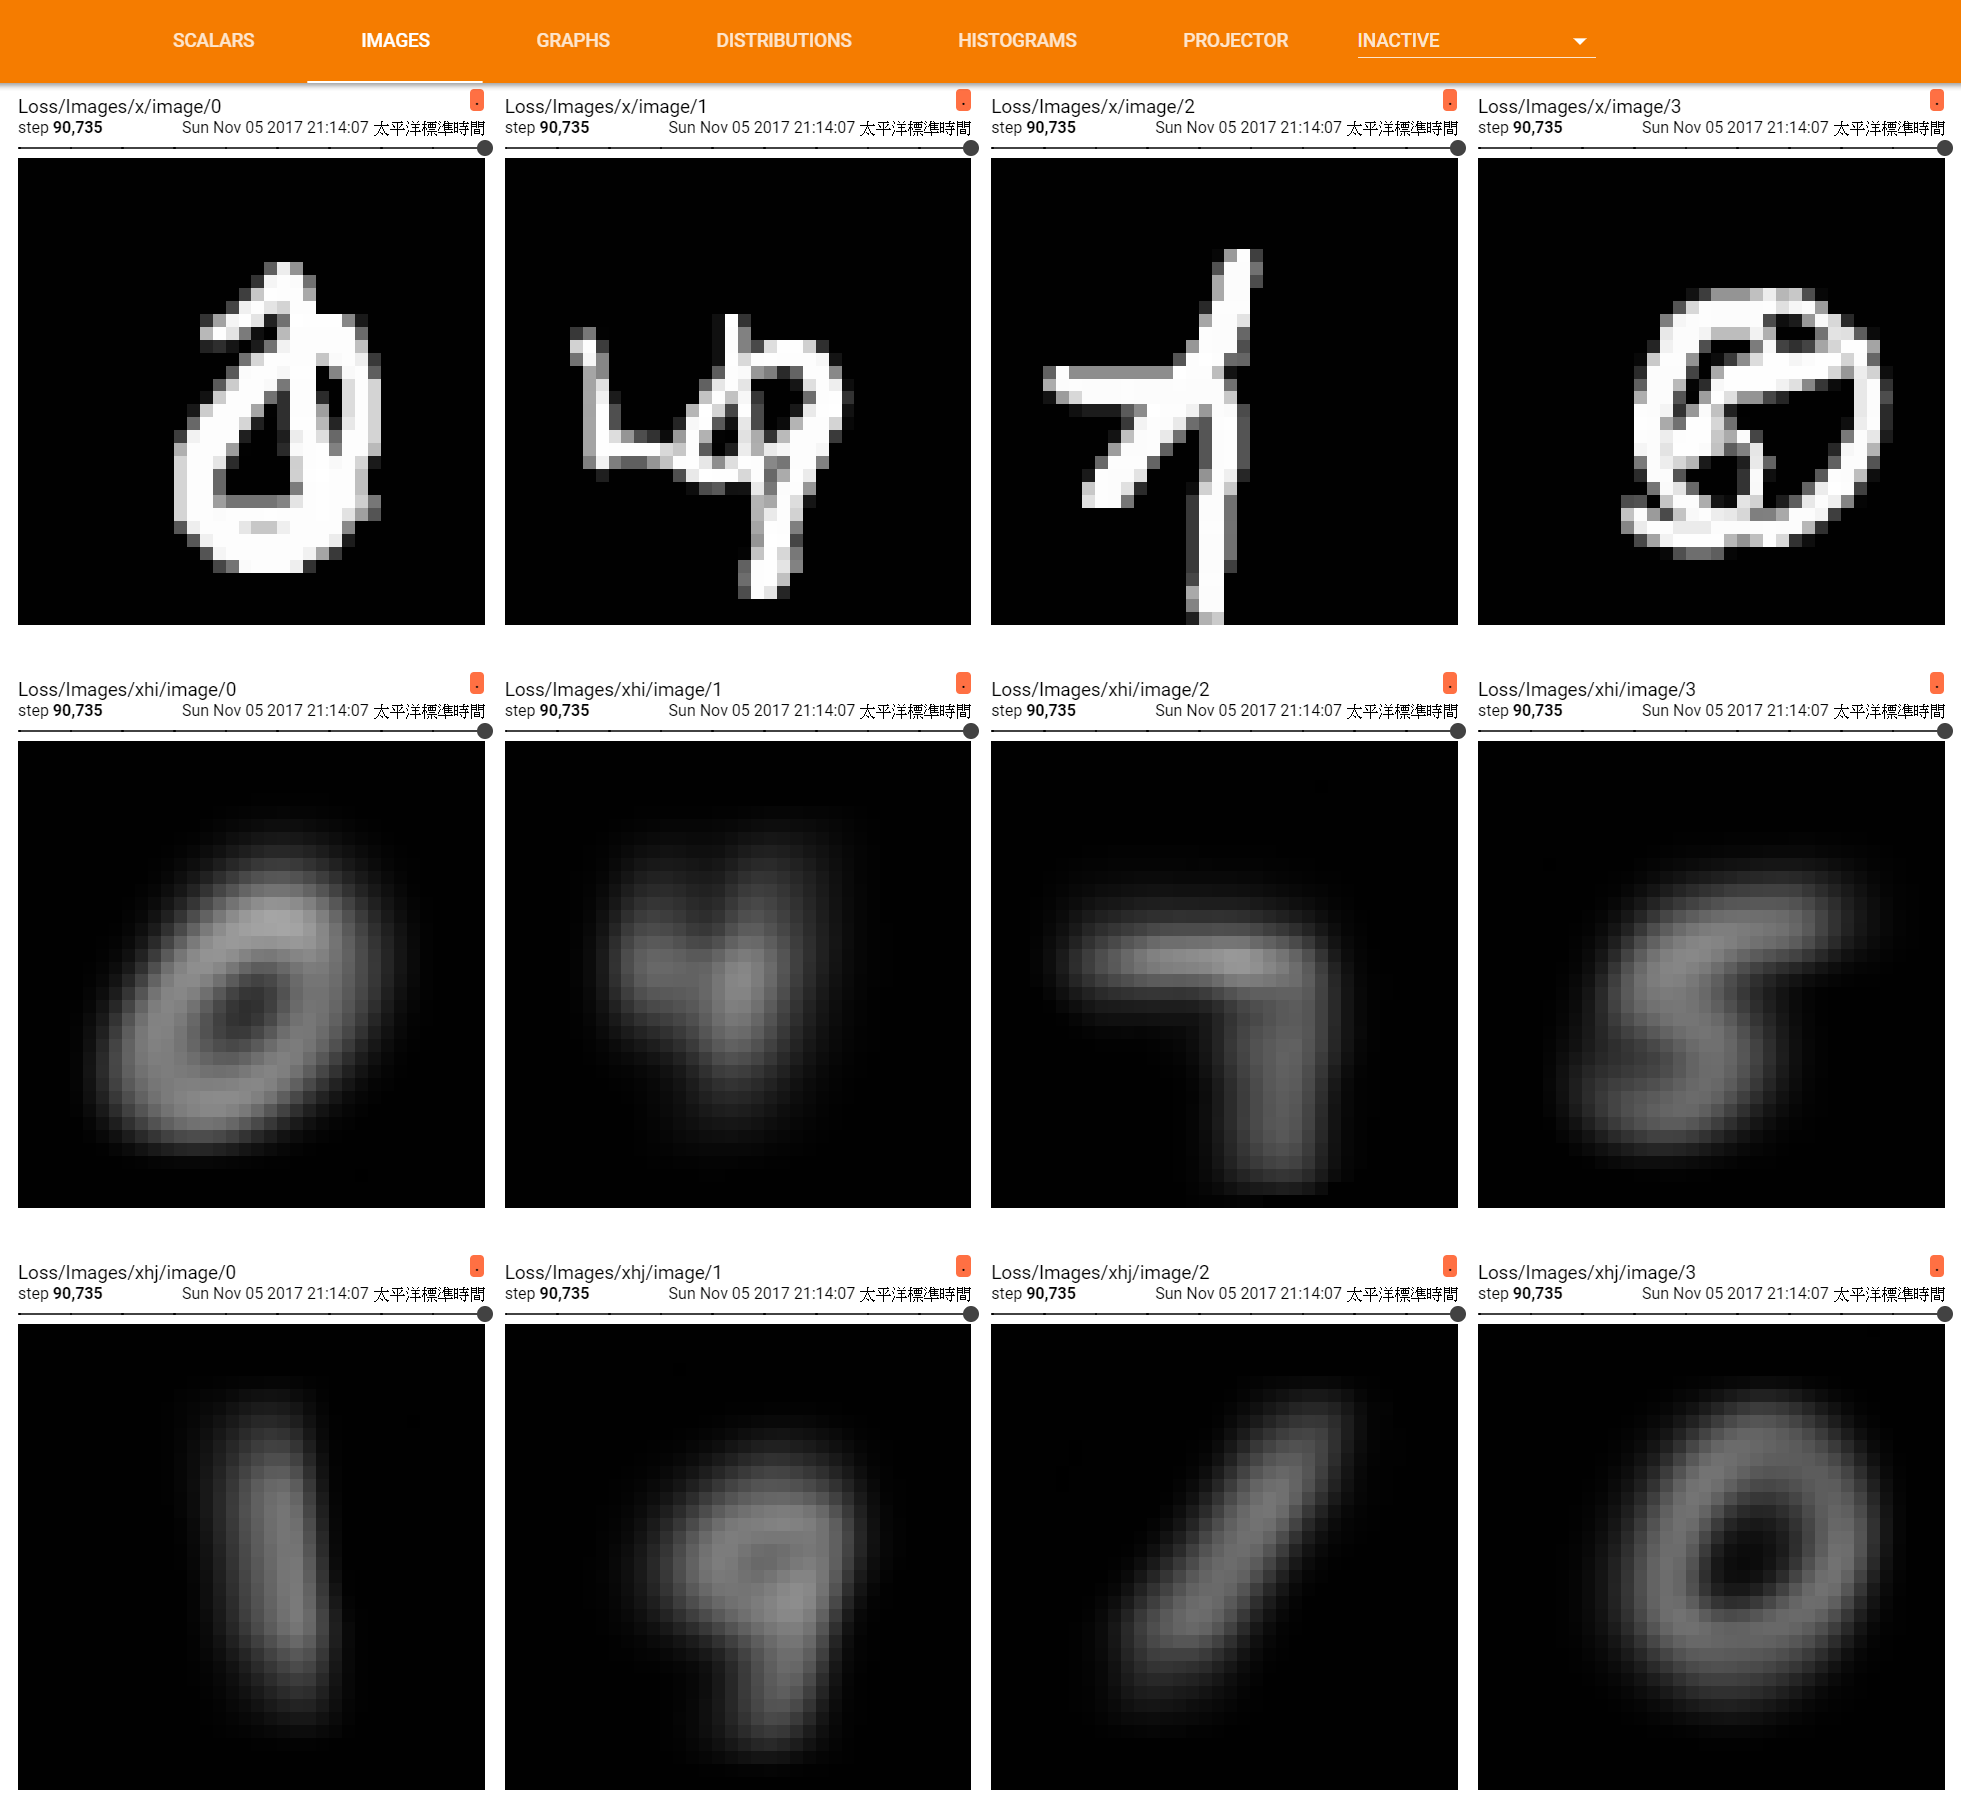 SCALARS IMAGES GRAPHS DISTRIBUTIONS HISTOGRAMS PROJECTOR INACTIVE
Loss/Images/x/image/0 . Loss/Images/x/image/1 . Loss/Images/x/image/2 . Loss/Images/x/image/3 .
step 90,735 Sun Nov 05 2017 21:14:07 太平洋標準時間 step 90,735 Sun Nov 05 2017 21:14:07 太平洋標準時間 step 90,735 Sun Nov 05 2017 21:14:07 太平洋標準時間 step 90,735 Sun Nov 05 2017 21:14:07 太平洋標準時間
Loss/Images/xhi/image/0 . Loss/Images/xhi/image/1 . Loss/Images/xhi/image/2 . Loss/Images/xhi/image/3 .
step 90,735 Sun Nov 05 2017 21:14:07 太平洋標準時間 step 90,735 Sun Nov 05 2017 21:14:07 太平洋標準時間 step 90,735 Sun Nov 05 2017 21:14:07 太平洋標準時間 step 90,735 Sun Nov 05 2017 21:14:07 太平洋標準時間
0 4 7 5
Loss/Images/xhj/image/0 . Loss/Images/xhj/image/1 . Loss/Images/xhj/image/2 . Loss/Images/xhj/image/3 .
step 90,735 Sun Nov 05 2017 21:14:07 太平洋標準時間 step 90,735 Sun Nov 05 2017 21:14:07 太平洋標準時間 step 90,735 Sun Nov 05 2017 21:14:07 太平洋標準時間 step 90,735 Sun Nov 05 2017 21:14:07 太平洋標準時間
1 9 1 0